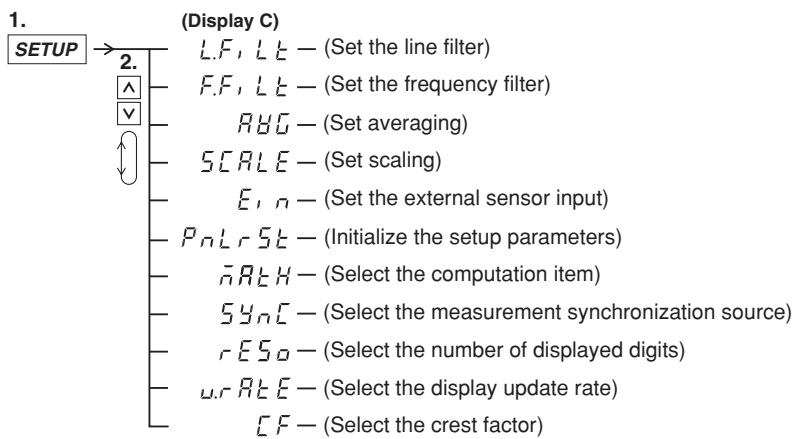 1.
(Display C)
SETUP
L.FiLt — (Set the line filter)
2.
F.FiLt — (Set the frequency filter)
AVG — (Set averaging)
SCALE — (Set scaling)
Ein — (Set the external sensor input)
PnLrSt — (Initialize the setup parameters)
mAtH — (Select the computation item)
SYnC — (Select the measurement synchronization source)
rESo — (Select the number of displayed digits)
u.rAtE — (Select the display update rate)
CF — (Select the crest factor)